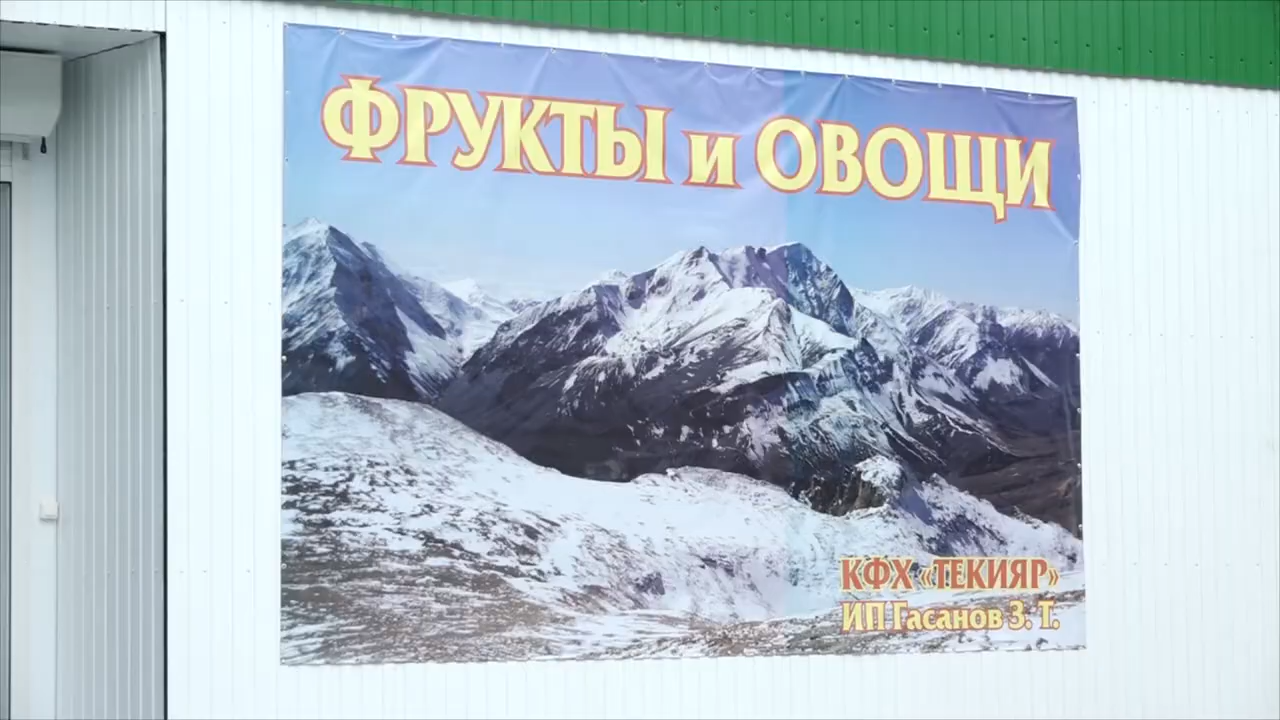 ФРУКТЫ и ОВОЩИ
КФХ «ТЕКИЯР»
ИП Гасанов З. Т.